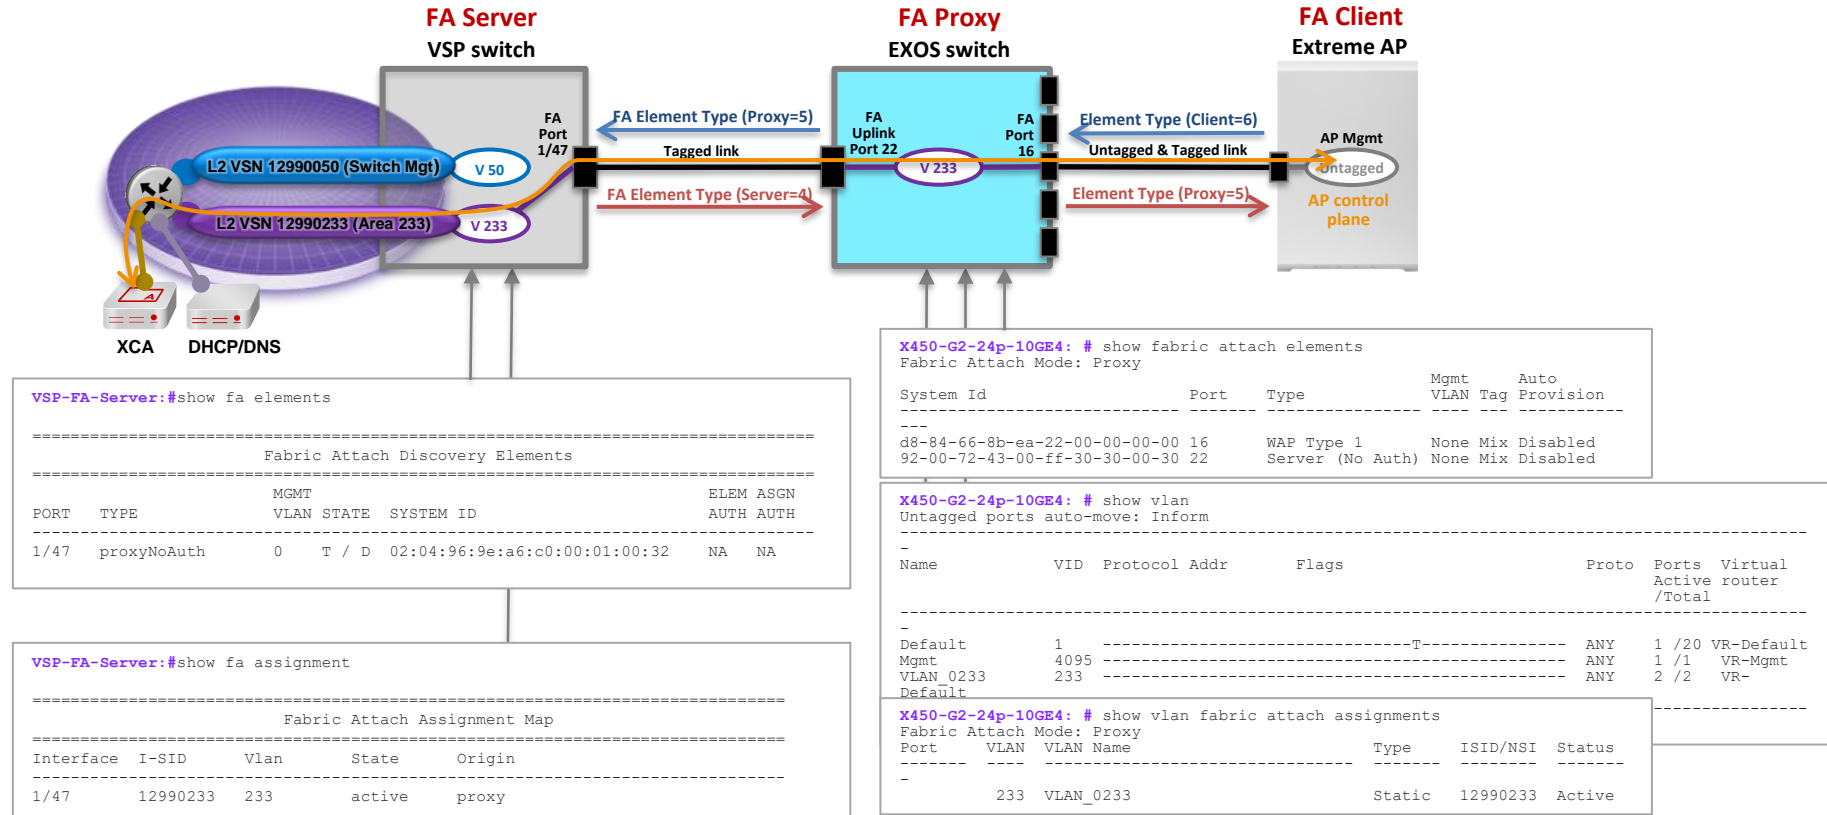 FA Server
VSP switch
FA Proxy
EXOS switch
FA Client
Extreme AP
FA
Port
1/47
FA Element Type (Proxy=5)
Tagged link
FA Element Type (Server=4)
FA
Uplink
Port 22
V 233
FA
Port
16
Element Type (Client=6)
Untagged & Tagged link
Element Type (Proxy=5)
AP Mgmt
Untagged
AP control
plane
L2 VSN 12990050 (Switch Mgt)
V 50
L2 VSN 12990233 (Area 233)
V 233
A
XCA
DHCP/DNS
VSP-FA-Server:#show fa elements
==================================================================================
Fabric Attach Discovery Elements
==================================================================================
MGMT ELEM ASGN
PORT TYPE VLAN STATE SYSTEM ID AUTH AUTH
----------------------------------------------------------------------------------
1/47 proxyNoAuth 0 T / D 02:04:96:9e:a6:c0:00:01:00:32 NA NA
VSP-FA-Server:#show fa assignment
===============================================================================
Fabric Attach Assignment Map
===============================================================================
Interface I-SID Vlan State Origin
-------------------------------------------------------------------------------
1/47 12990233 233 active proxy
X450-G2-24p-10GE4: # show fabric attach elements
Fabric Attach Mode: Proxy
Mgmt Auto
System Id Port Type VLAN Tag Provision
----------------------------- ------- ---------------- ---- --- -----------
---
d8-84-66-8b-ea-22-00-00-00-00 16 WAP Type 1 None Mix Disabled
92-00-72-43-00-ff-30-30-00-30 22 Server (No Auth) None Mix Disabled
X450-G2-24p-10GE4: # show vlan
Untagged ports auto-move: Inform
-----------------------------------------------------------------------------------------------
-
Name VID Protocol Addr Flags Proto Ports Virtual
Active router
/Total
-----------------------------------------------------------------------------------------------
-
Default 1 --------------------------------T--------------- ANY 1 /20 VR-Default
Mgmt 4095 ------------------------------------------------ ANY 1 /1 VR-Mgmt
VLAN_0233 233 ------------------------------------------------ ANY 2 /2 VR-
Default
----------------
X450-G2-24p-10GE4: # show vlan fabric attach assignments
Fabric Attach Mode: Proxy
Port VLAN VLAN Name Type ISID/NSI Status
------- ---- -------------------------------- ------- -------- -------
-
233 VLAN_0233 Static 12990233 Active